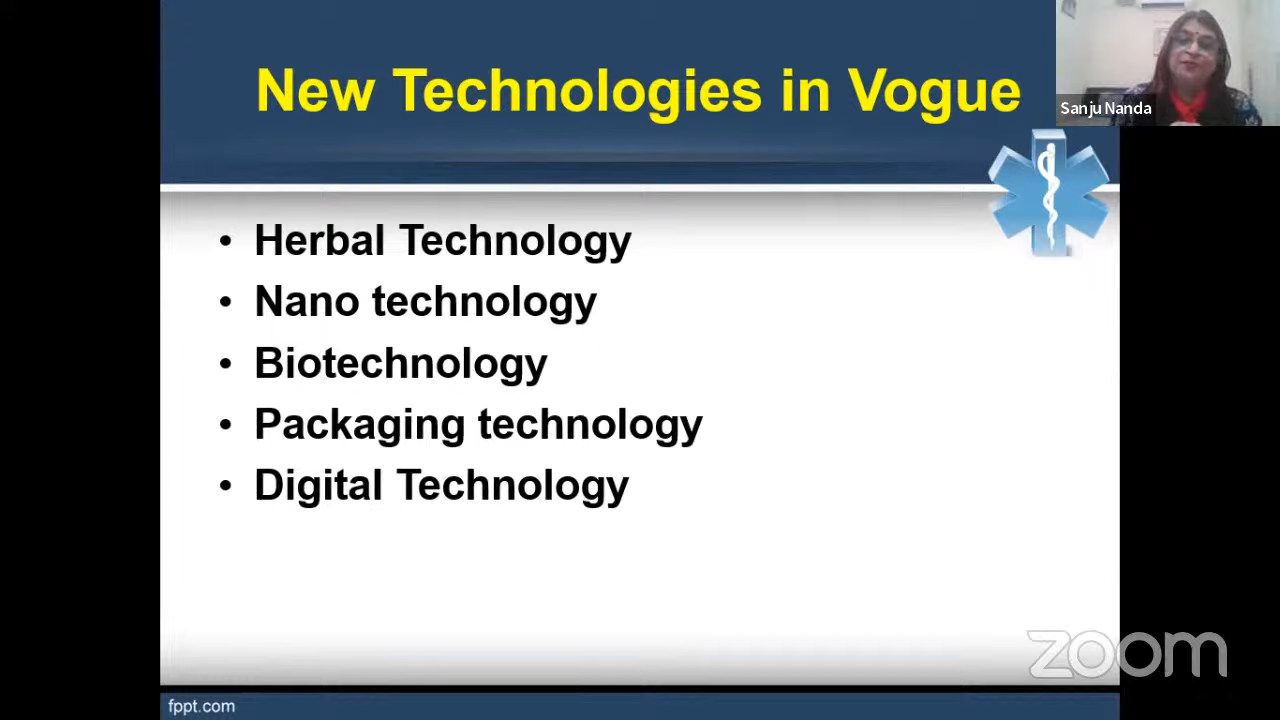 New Technologies in Vogue
Sanju Nanda
• Herbal Technology
• Nano technology
• Biotechnology
• Packaging technology
• Digital Technology
zoom
fppt.com